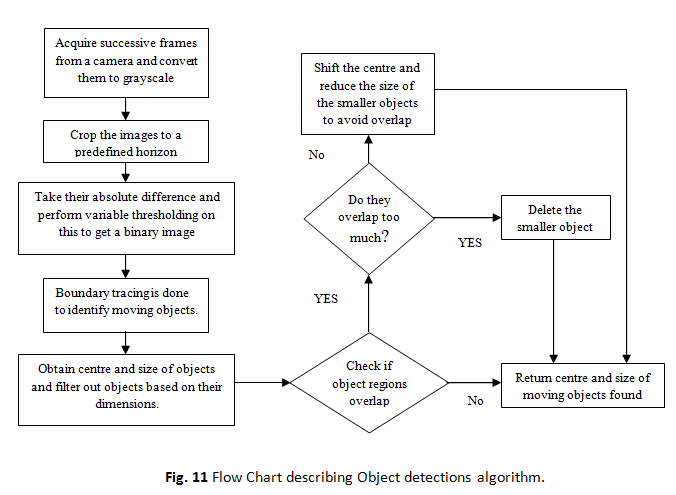 Acquire successive frames
from a camera and convert
them to grayscale
Crop the images to a
predefined horizon
Take their absolute difference and
perform variable thresholding on
this to get a binary image
Boundary tracing is done
to identify moving objects.
Obtain centre and size of objects
and filter out objects based on their
dimensions.
Check if
object regions
overlap
YES
No
Do they
overlap too
much?
No
YES
Shift the centre and
reduce the size of
the smaller objects
to avoid overlap
Delete the
smaller object
Return centre and size of
moving objects found
Fig. 11 Flow Chart describing Object detections algorithm.